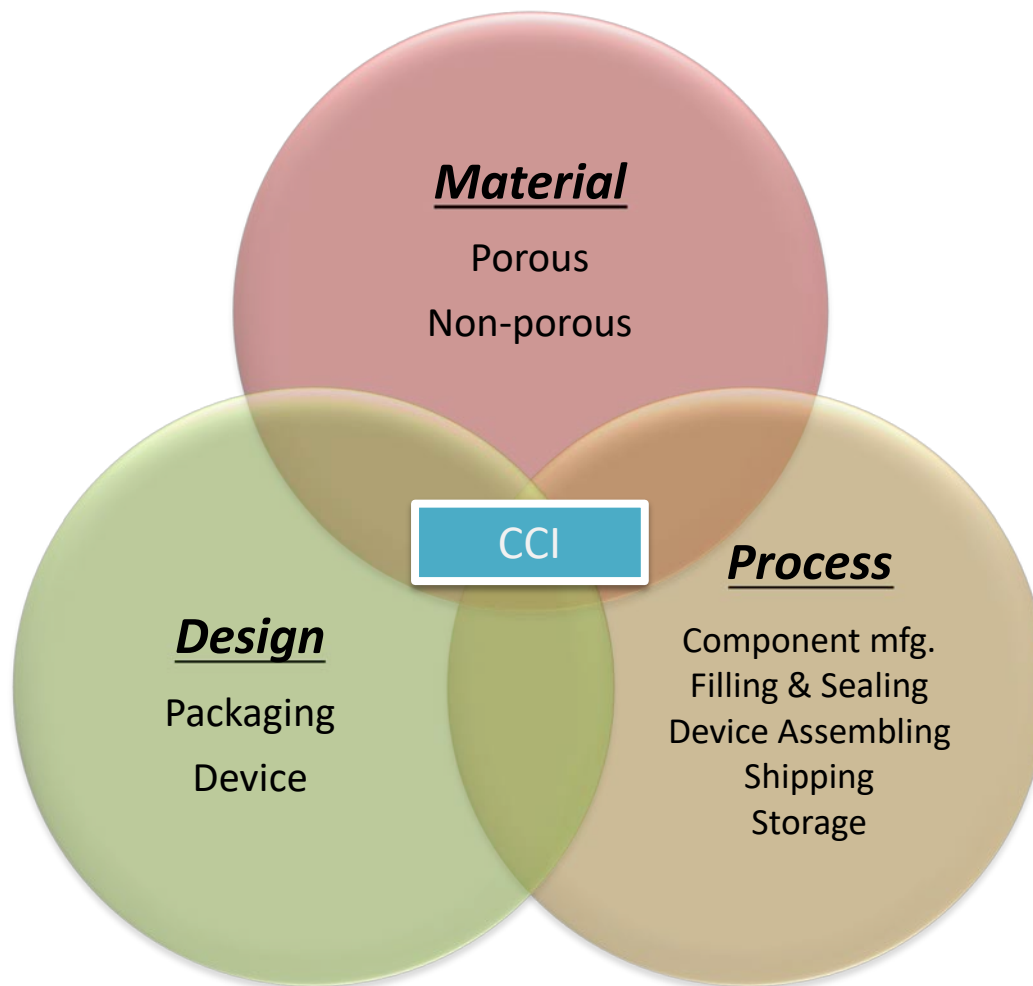 Material
Porous
Non-porous
CCI
Design
Packaging
Device
Process
Component mfg.
Filling & Sealing
Device Assembling
Shipping
Storage